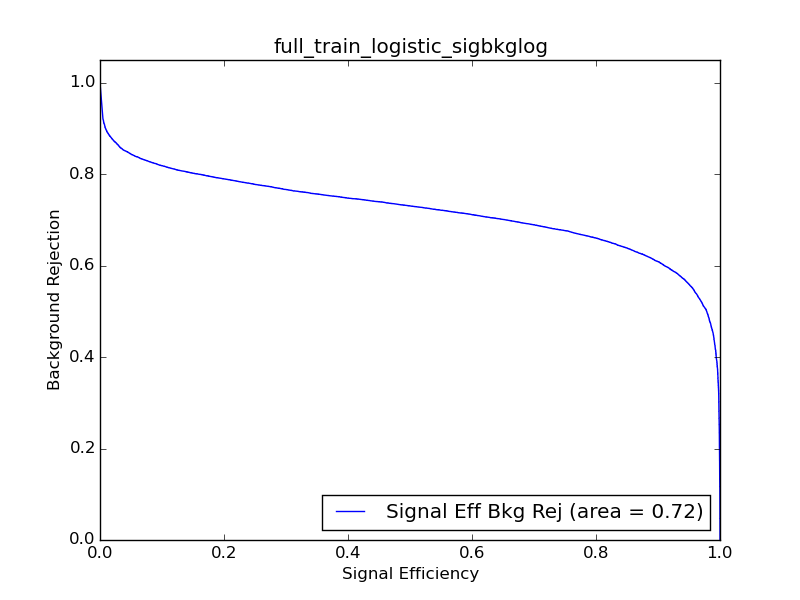 full_train_logistic_sigbkglog
1.0
0.8
0.6
0.4
0.2
0.0
Background Rejection
Signal Eff Bkg Rej (area = 0.72)
0.0 0.2 0.4 0.6 0.8 1.0
Signal Efficiency